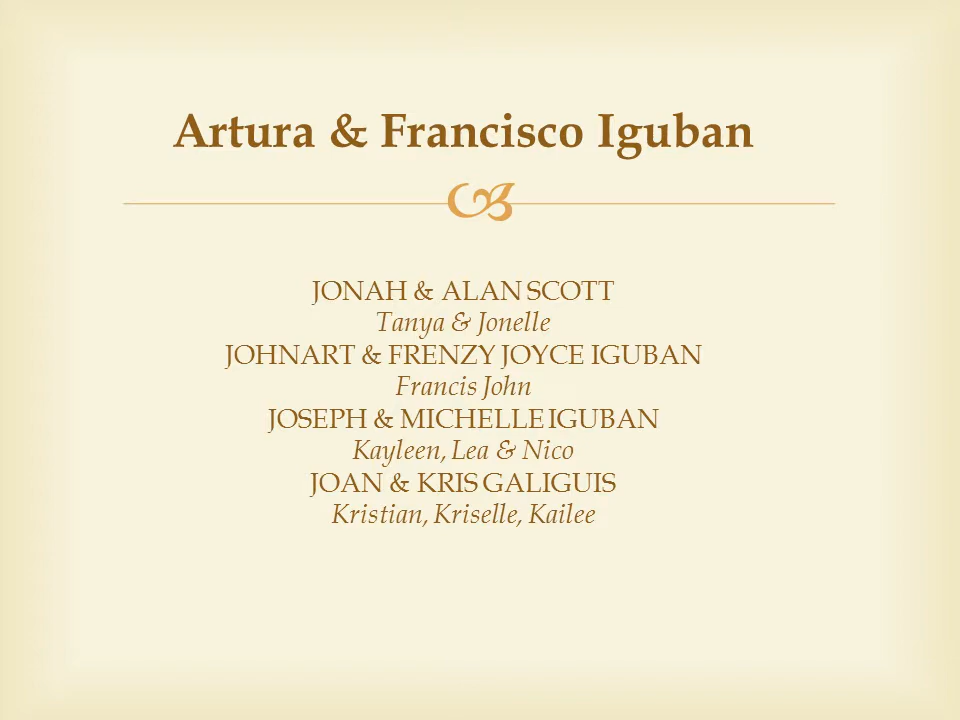 Artura & Francisco Iguban
JONAH & ALAN SCOTT
Tanya & Jonelle
JOHNART & FRENZY JOYCE IGUBAN
Francis John
JOSEPH & MICHELLE IGUBAN
Kayleen, Lea & Nico
JOAN & KRIS GALIGUIS
Kristian, Kriselle, Kailee